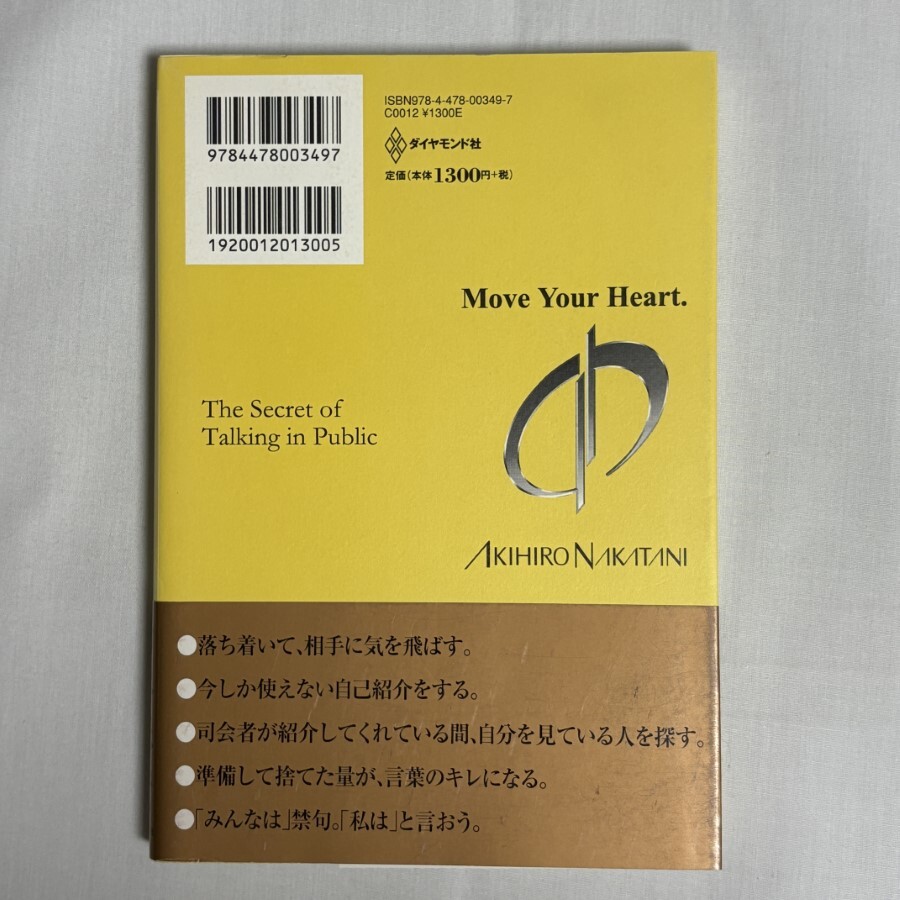 ISBN978-4-478-00349-7
C0012 ¥1300E
9784478003497
ダイヤモンド社
定価(本体1300円+税)
1920012013005
Move Your Heart.
The Secret of
Talking in Public
AKIHIRO NAKATANI
●落ち着いて、相手に気を飛ばす。
●今しか使えない自己紹介をする。
●司会者が紹介してくれている間、自分を見ている人を探す。
●準備して捨てた量が、言葉のキレになる。
●「みんなは」禁句。「私は」と言おう。